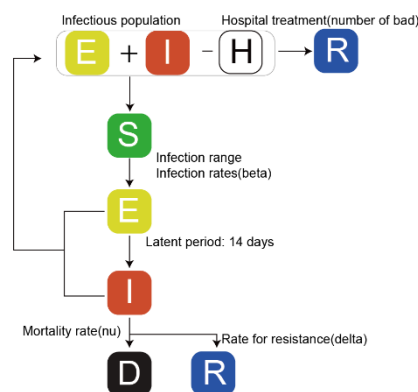 Infectious population Hospital treatment(number of bad)
E + I - H R
S
Infection range
Infection rates(beta)
E
Latent period: 14 days
I
Mortality rate(nu) Rate for resistance(delta)
D R